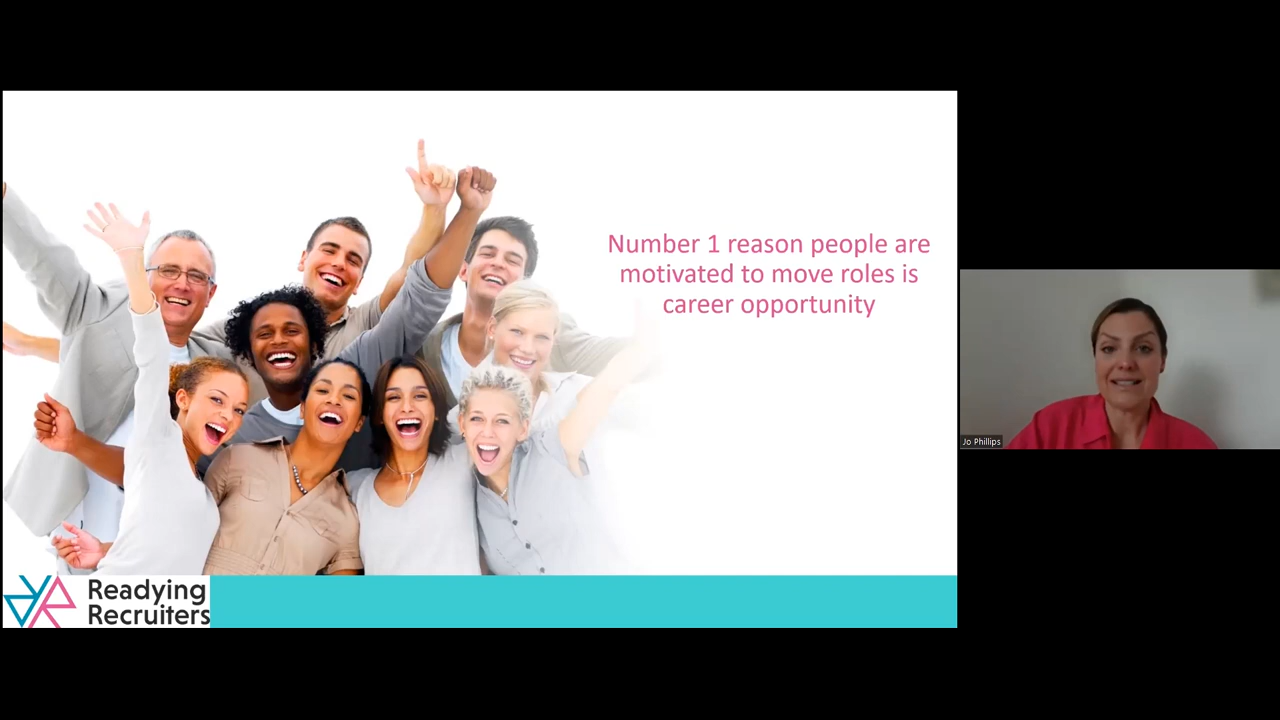 Number 1 reason people are
motivated to move roles is
career opportunity
Jo Phillips
Readying
Recruiters